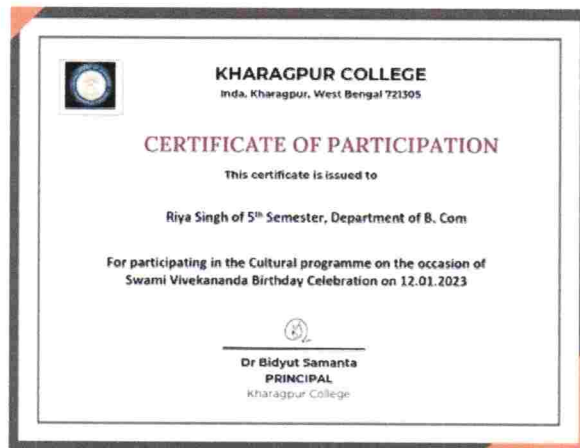 KHARAGPUR COLLEGE
Inda, Kharagpur, West Bengal 721305
CERTIFICATE OF PARTICIPATION
This certificate is issued to
Riya Singh of 5th Semester, Department of B. Com
For participating in the Cultural programme on the occasion of
Swami Vivekananda Birthday Celebration on 12.01.2023
Dr Bidyut Samanta
PRINCIPAL
Kharagpur College